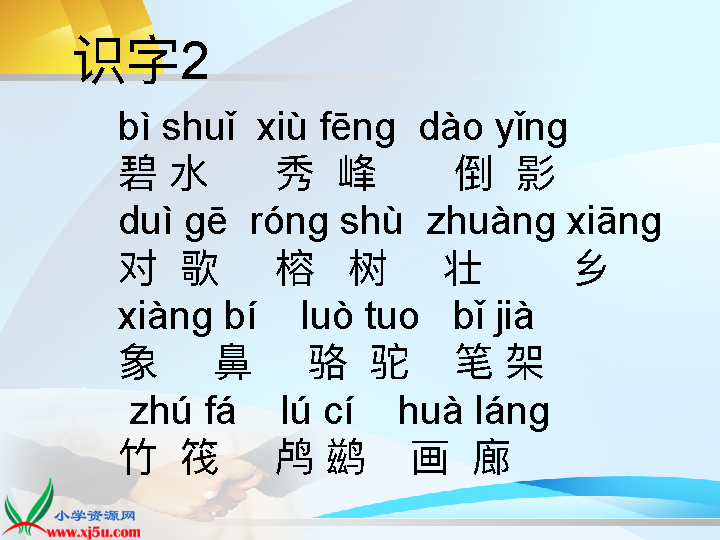 识字2
bì shuǐ xiù fēng dào yǐng
碧 水 秀 峰 倒 影
duì gē róng shù zhuàng xiāng
对 歌 榕 树 壮 乡
xiàng bí luò tuo bǐ jià
象 鼻 骆 驼 笔 架
zhú fá lú cí huà láng
竹 筏 鸬 鹚 画 廊
小学资源网
www.xj5u.com